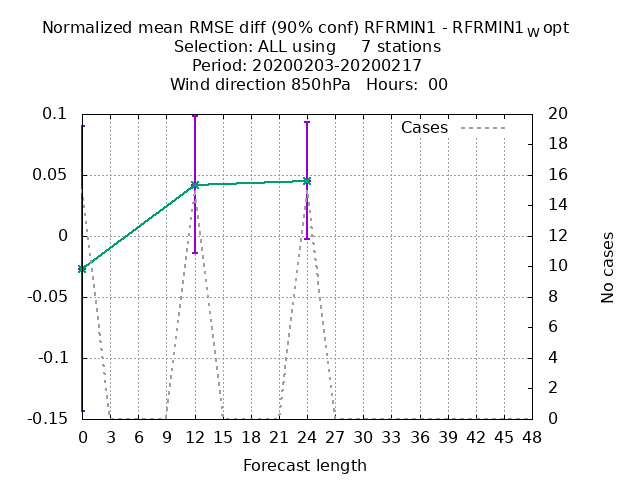 Normalized mean RMSE diff (90% conf) RFRMIN1 - RFRMIN1W opt
Selection: ALL using 7 stations
Period: 20200203-20200217
Wind direction 850hPa Hours: 00
Cases
0.1
0.05
0
-0.05
-0.1
-0.15
20
18
16
14
12
10
8
6
4
2
0
No cases
0 3 6 9 12 15 18 21 24 27 30 33 36 39 42 45 48
Forecast length